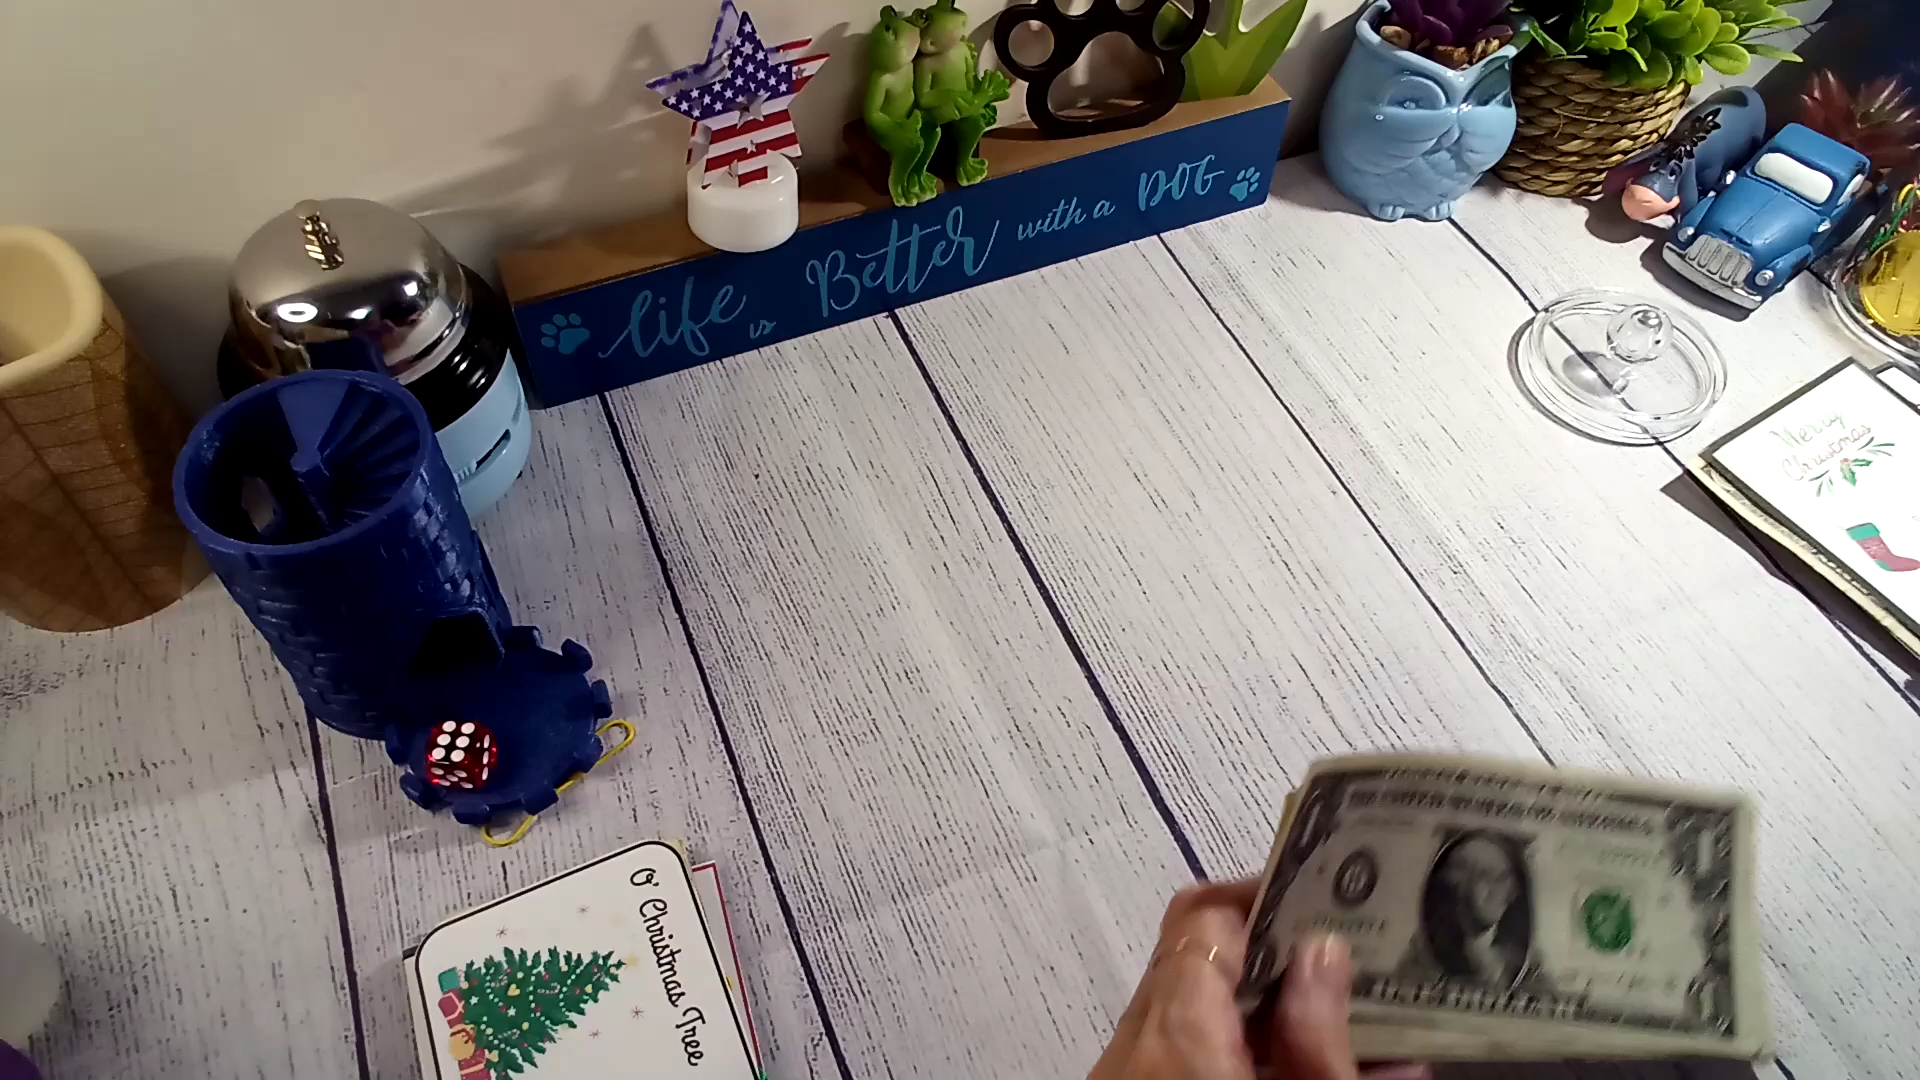 life is Better with a DOG
Merry
Christmas
O' Christmas Tree